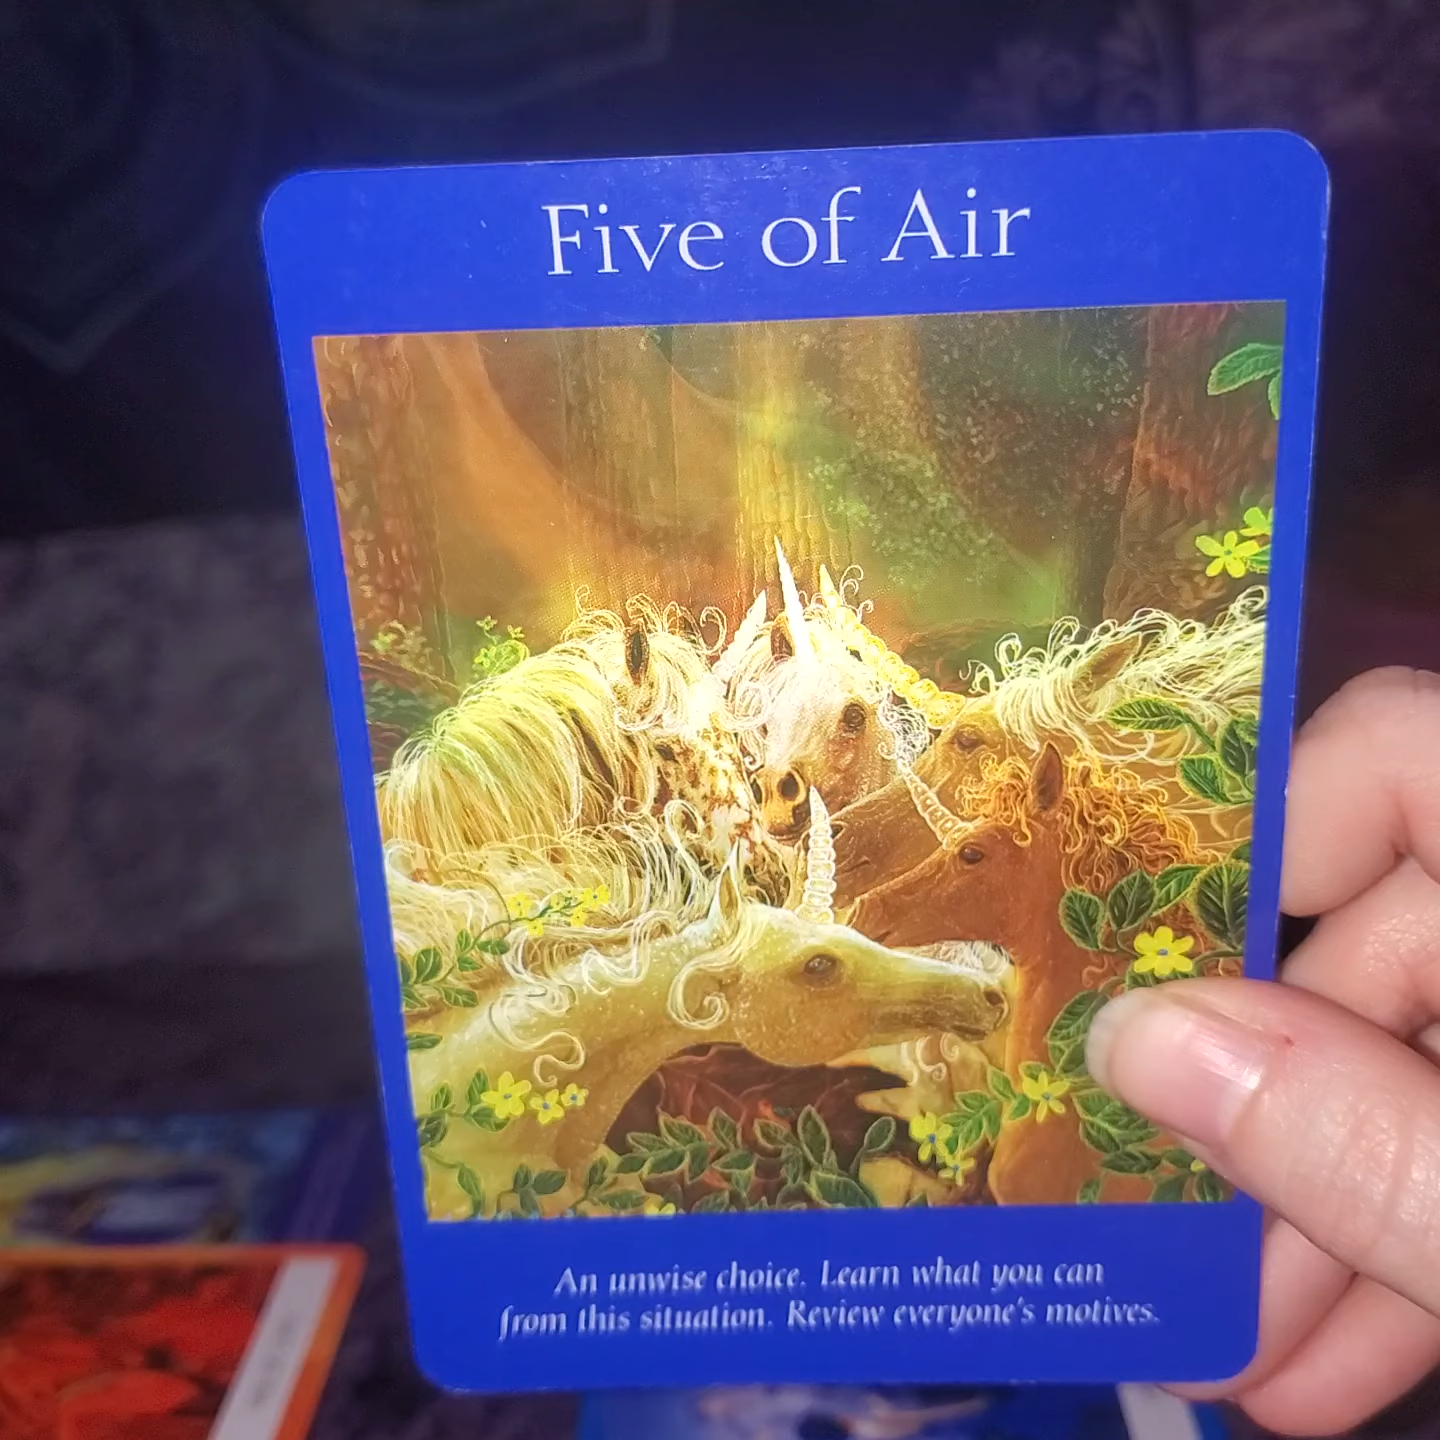 Five of Air
An unwise choice. Learn what you can
from this situation. Review everyone's motives.